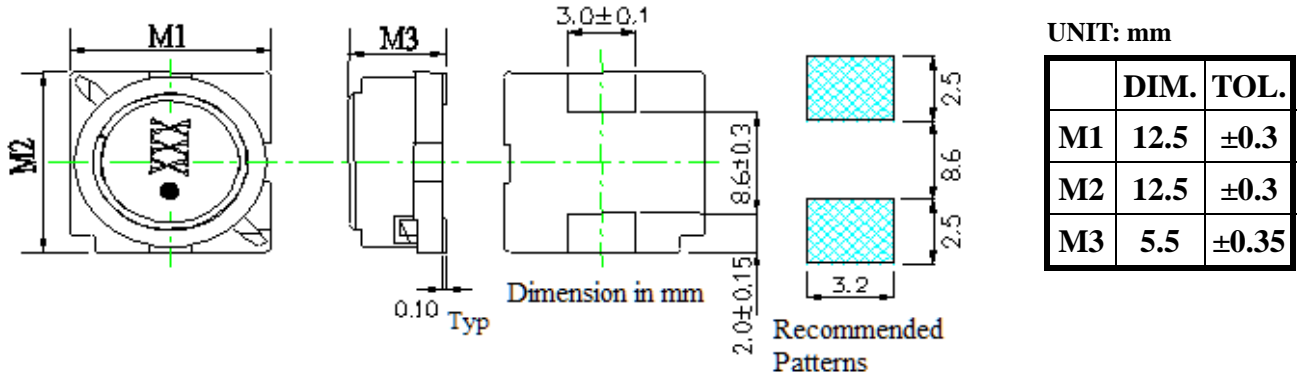 3.0±0.1
M1
M3
M2
XXX
8.6±0.3
2.0±0.15
0.10 Typ
Dimension in mm
2.5
8.6
2.5
3.2
Recommended
Patterns
UNIT: mm
DIM. TOL.
M1 12.5 ±0.3
M2 12.5 ±0.3
M3 5.5 ±0.35